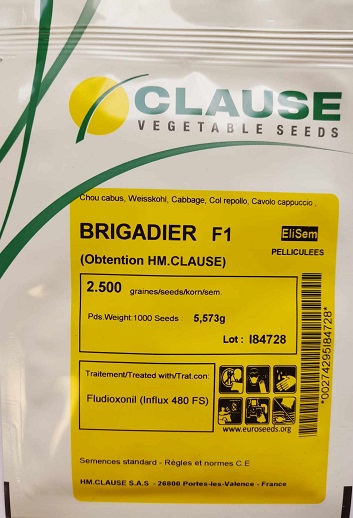 CLAUSE
VEGETABLE SEEDS
Chou cabus, Weisskohl, Cabbage, Col repollo, Cavolo cappuccio .
BRIGADIER F1
EliSem
(Obtention HM.CLAUSE)
PELLICULEES
2.500 graines/seeds/korn/sem.
Pds.Weight:1000 Seeds 5,573g
Lot : I84728
*00274295I84728*
Traitement/Treated with/Trat.con:
Fludioxonil (Influx 480 FS)
www.euroseeds.org
Semences standard - Règles et normes C.E
HM.CLAUSE S.A.S - 26800 Portes-les-Valence - France